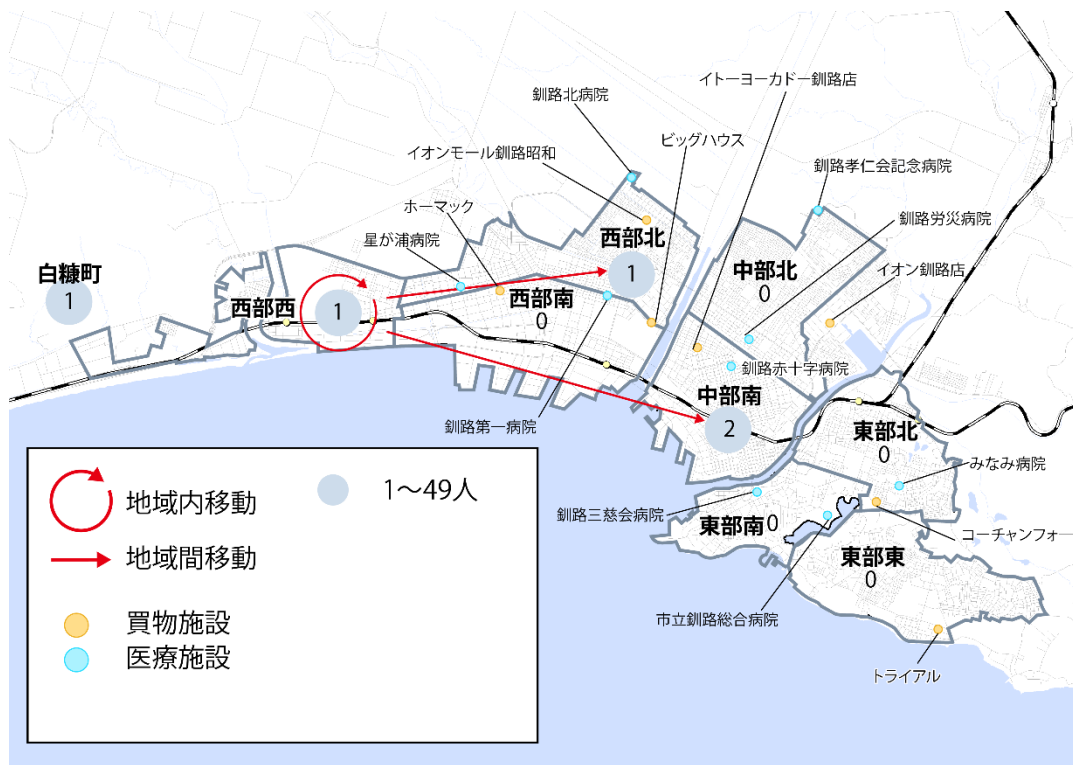 イトーヨーカドー釧路店
釧路北病院
ビッグハウス
イオンモール釧路昭和
釧路孝仁会記念病院
ホーマック
釧路労災病院
星が浦病院
西部北
1
イオン釧路店
白糠町
1
中部北
0
西部西
1
西部南
0
釧路赤十字病院
中部南
2
釧路第一病院
東部北
0
みなみ病院
釧路三慈会病院
東部南
0
コーチャンフォー
東部東
0
市立釧路総合病院
トライアル
地域内移動
1～49人
地域間移動
買物施設
医療施設